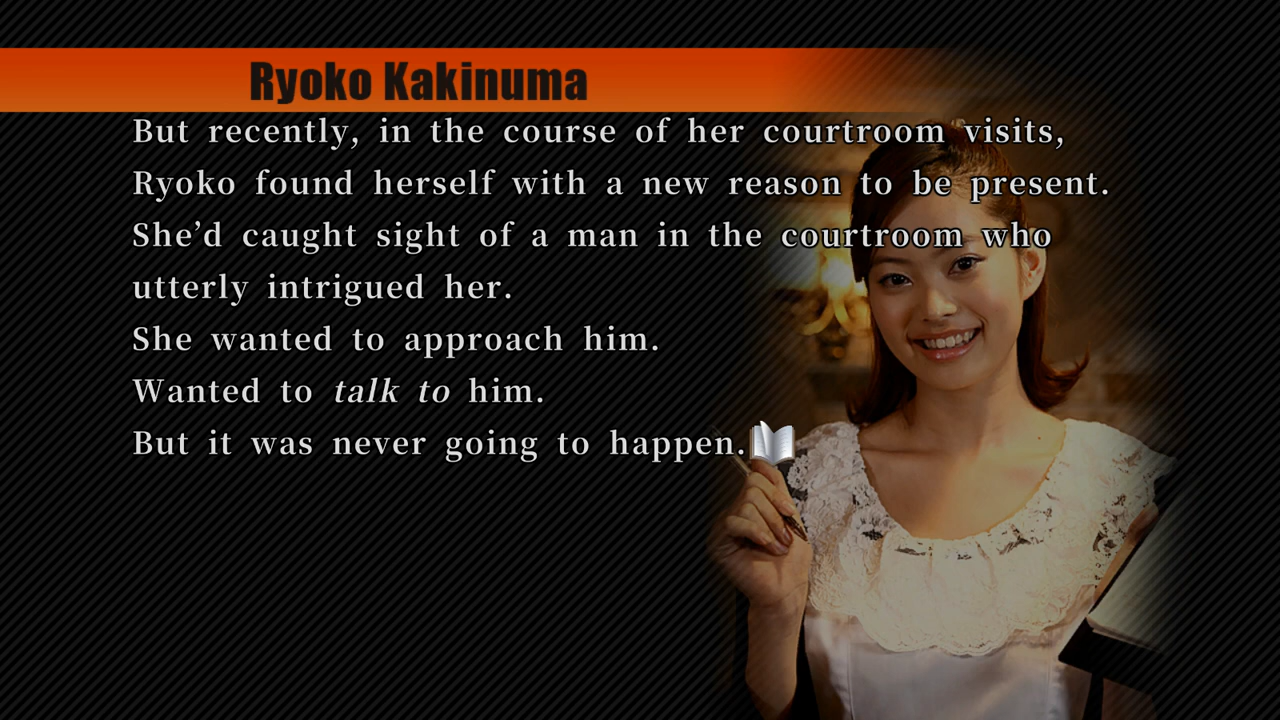 Ryoko Kakinuma
But recently, in the course of her courtroom visits,
Ryoko found herself with a new reason to be present.
She’d caught sight of a man in the courtroom who
utterly intrigued her.
She wanted to approach him.
Wanted to talk to him.
But it was never going to happen.